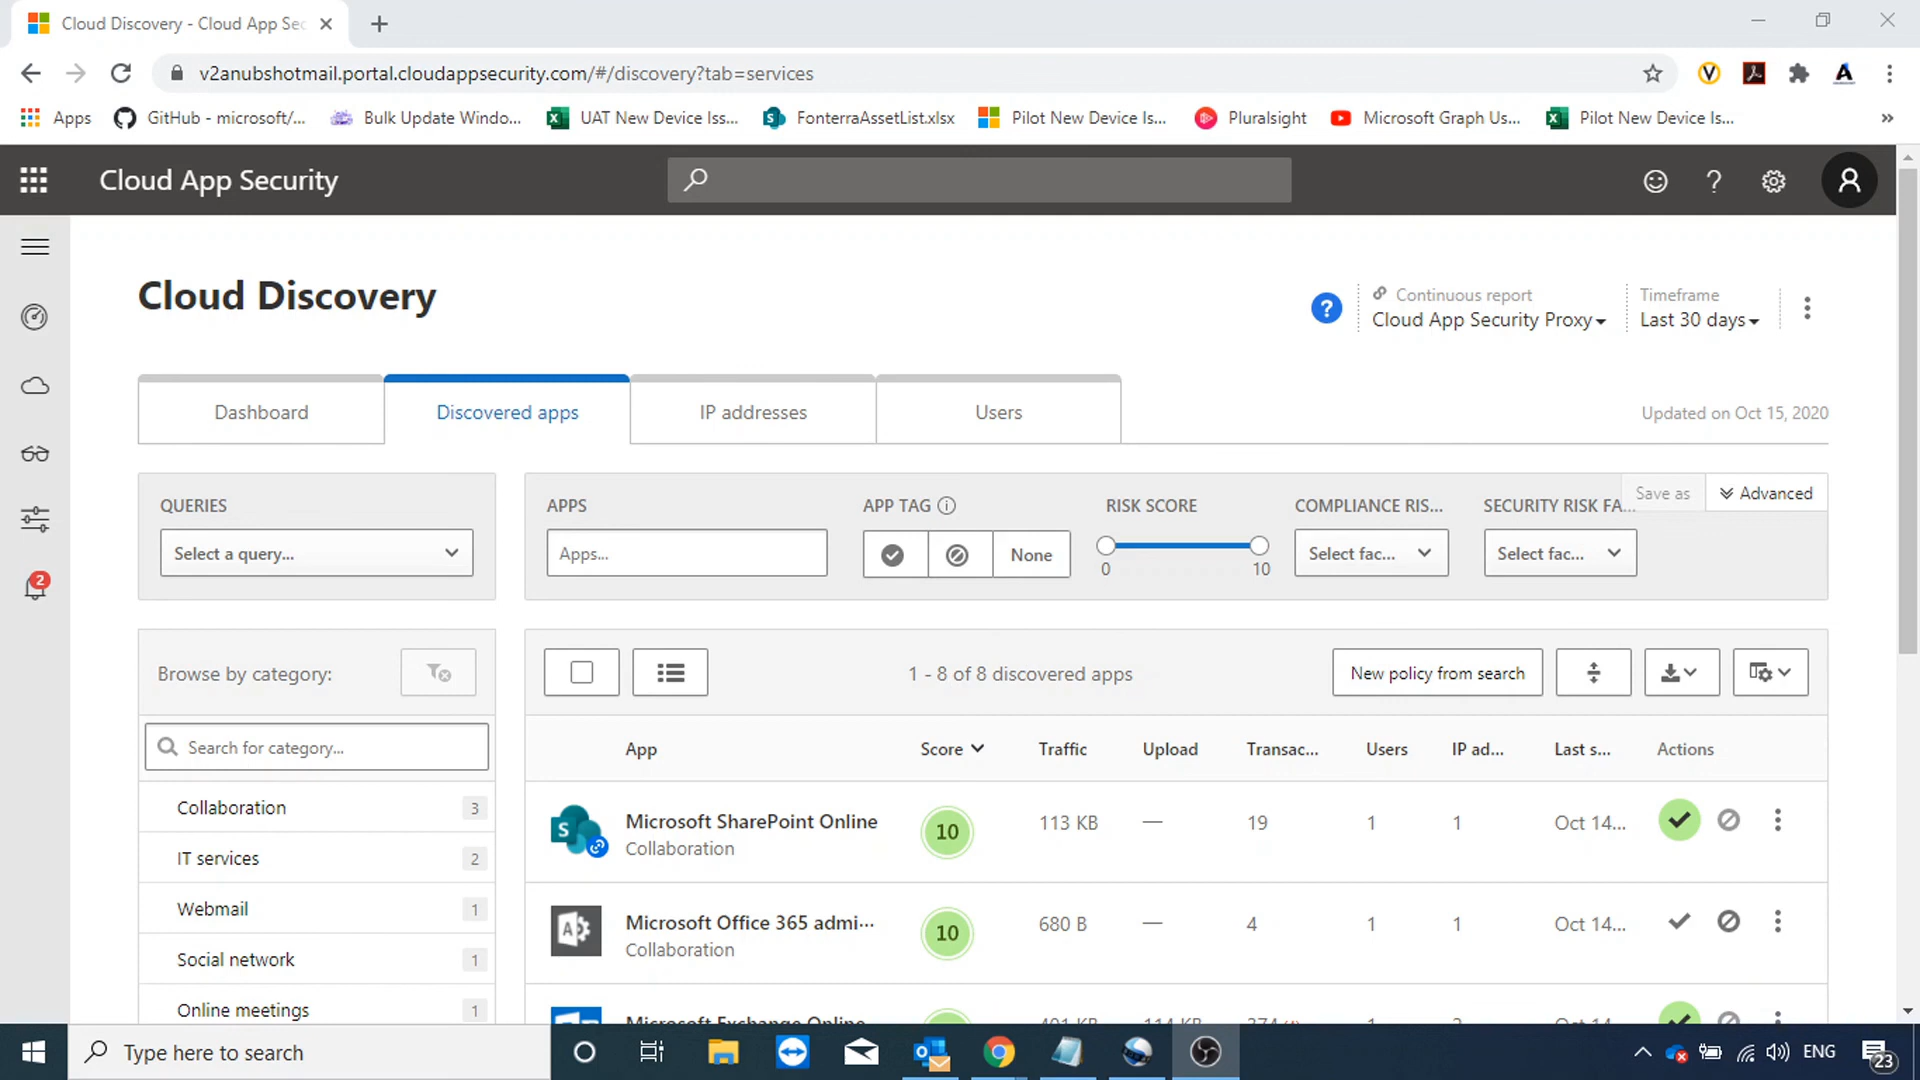 Cloud Discovery - Cloud App Sec
v2anubshotmail.portal.cloudappsecurity.com/#/discovery?tab=services
Apps GitHub - microsoft/... Bulk Update Windo... UAT New Device Iss... FonterraAssetList.xlsx Pilot New Device Is... Pluralsight Microsoft Graph Us... Pilot New Device Is... »
Cloud App Security
Cloud Discovery
Continuous report
Cloud App Security Proxy
Timeframe
Last 30 days
Dashboard Discovered apps IP addresses Users
Updated on Oct 15, 2020
QUERIES
Select a query...
APPS
Apps...
APP TAG
None
RISK SCORE
0 10
COMPLIANCE RIS...
Select fac...
SECURITY RISK FA...
Select fac...
Save as
Advanced
2
Browse by category:
Search for category...
Collaboration 3
IT services 2
Webmail 1
Social network 1
Online meetings 1
1 - 8 of 8 discovered apps
New policy from search
App Score Traffic Upload Transac... Users IP ad... Last s... Actions
Microsoft SharePoint Online
Collaboration
10 113 KB — 19 1 1 Oct 14...
Microsoft Office 365 admi...
Collaboration
10 680 B — 4 1 1 Oct 14...
Microsoft Exchange Online
Type here to search
ENG
23